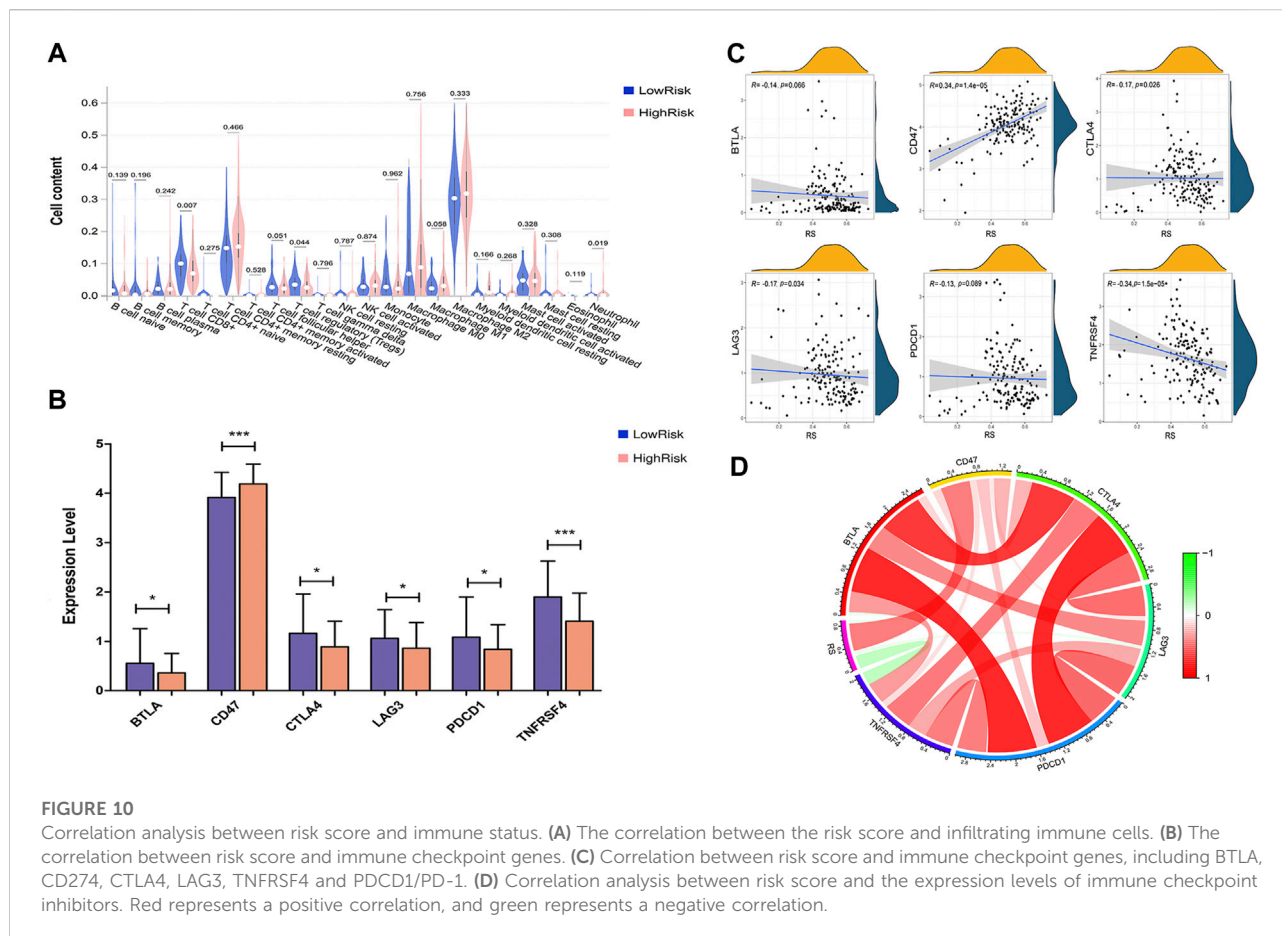 A
LowRisk
HighRisk
Cell content
0.6
0.5
0.4
0.3
0.2
0.1
0.0
0.139
0.196
0.242
0.007
0.275
0.466
0.528
0.051
0.044
0.796
0.787
0.874
0.962
0.756
0.058
0.333
0.166
0.268
0.328
0.308
0.119
0.019
B cell naive
B cell memory
B cell plasma
T cell CD8+
T cell CD4+ naive
T cell CD4+ memory resting
T cell CD4+ memory activated
T cell follicular helper
T cell regulatory (Tregs)
T cell gamma delta
NK cell resting
NK cell activated
Monocyte
Macrophage M0
Macrophage M1
Macrophage M2
Myeloid dendritic cell resting
Myeloid dendritic cell activated
Mast cell activated
Mast cell resting
Eosinophil
Neutrophil
B
LowRisk
HighRisk
Expression Level
5
4
3
2
1
0
*
***
*
*
*
***
BTLA
CD47
CTLA4
LAG3
PDCD1
TNFRSF4
C
R= -0.14, p=0.066
BTLA
RS
R=0.34, p=1.4e-05
CD47
RS
R= -0.17, p=0.026
CTLA4
RS
R= -0.17, p=0.034
LAG3
RS
R= -0.13, p=0.089
PDCD1
RS
R=-0.34, p=1.5e-05
TNFRSF4
RS
D
CD47
CTLA4
BTLA
LAG3
RS
TNFRSF4
PDCD1
-1
0
1
FIGURE 10
Correlation analysis between risk score and immune status. (A) The correlation between the risk score and infiltrating immune cells. (B) The
correlation between risk score and immune checkpoint genes. (C) Correlation between risk score and immune checkpoint genes, including BTLA,
CD274, CTLA4, LAG3, TNFRSF4 and PDCD1/PD-1. (D) Correlation analysis between risk score and the expression levels of immune checkpoint
inhibitors. Red represents a positive correlation, and green represents a negative correlation.